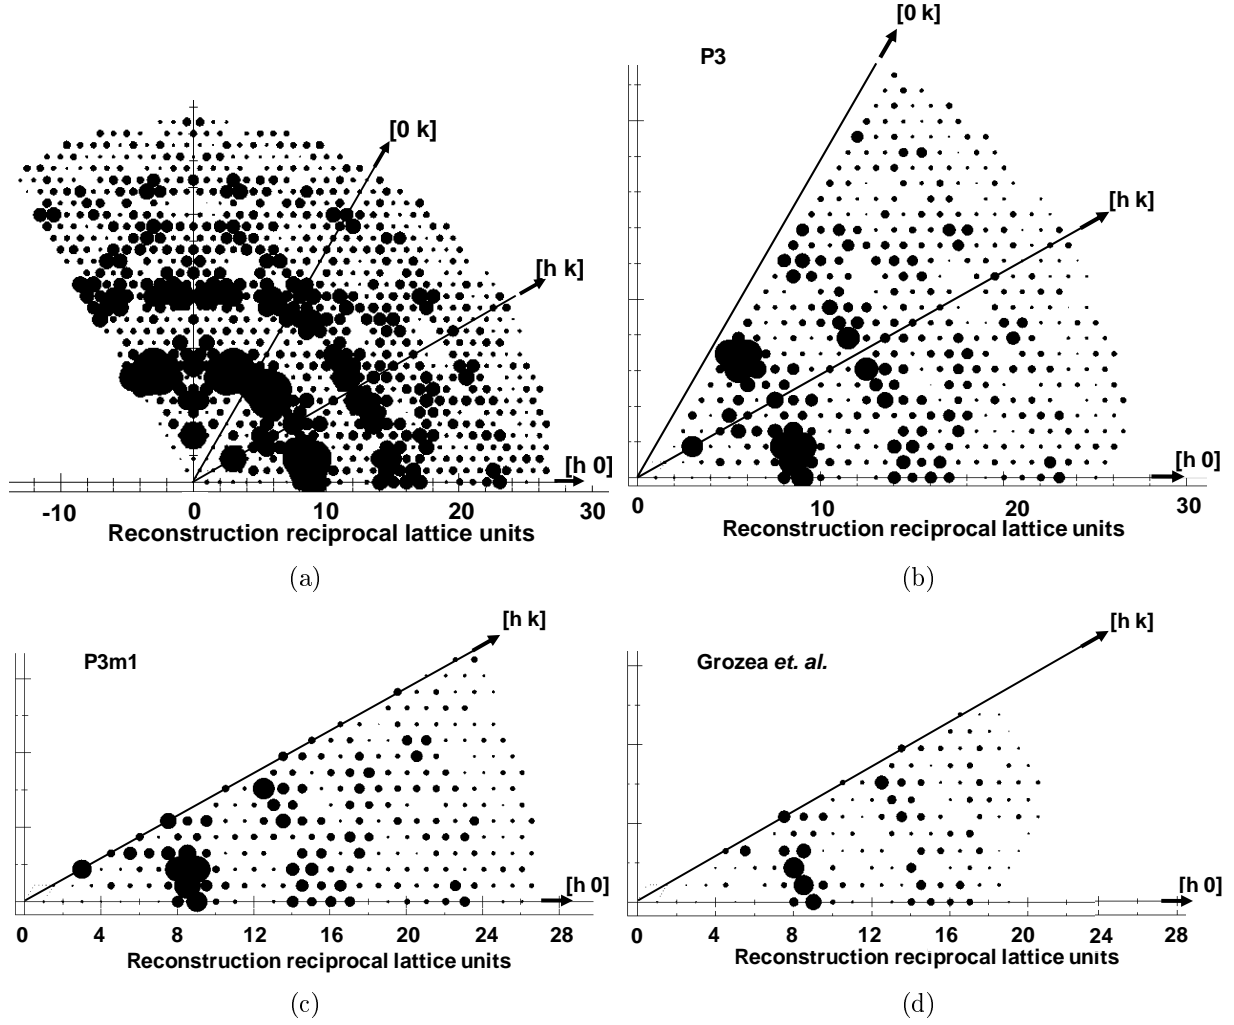 [0 k]
[h k]
[h 0]
-10 0 10 20 30
Reconstruction reciprocal lattice units
(a)
[0 k]
P3
[h k]
[h 0]
0 10 20 30
Reconstruction reciprocal lattice units
(b)
[h k]
P3m1
[h 0]
0 4 8 12 16 20 24 28
Reconstruction reciprocal lattice units
(c)
[h k]
Grozea et. al.
[h 0]
0 4 8 12 16 20 24 28
Reconstruction reciprocal lattice units
(d)